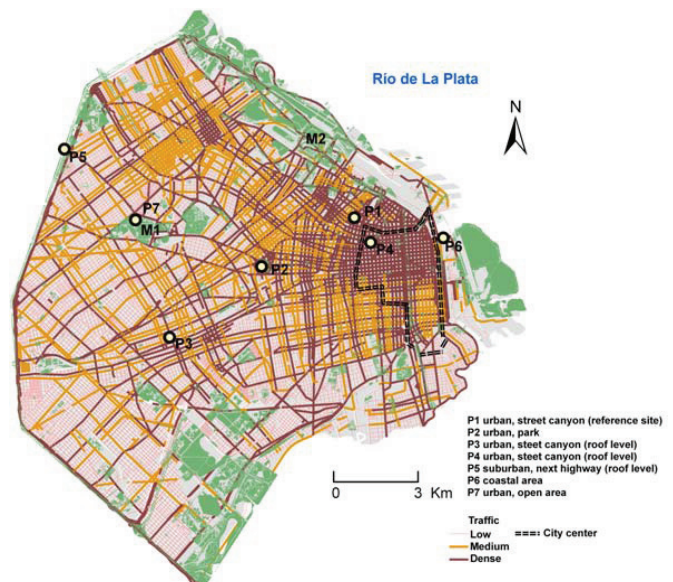 Río de La Plata
N
M2
P5
P7
M1
P1
P6
P4
P2
P3
P1 urban, street canyon (reference site)
P2 urban, park
P3 urban, steet canyon (roof level)
P4 urban, steet canyon (roof level)
P5 suburban, next highway (roof level)
P6 coastal area
P7 urban, open area
0 3 Km
Traffic
Low City center
Medium
Dense